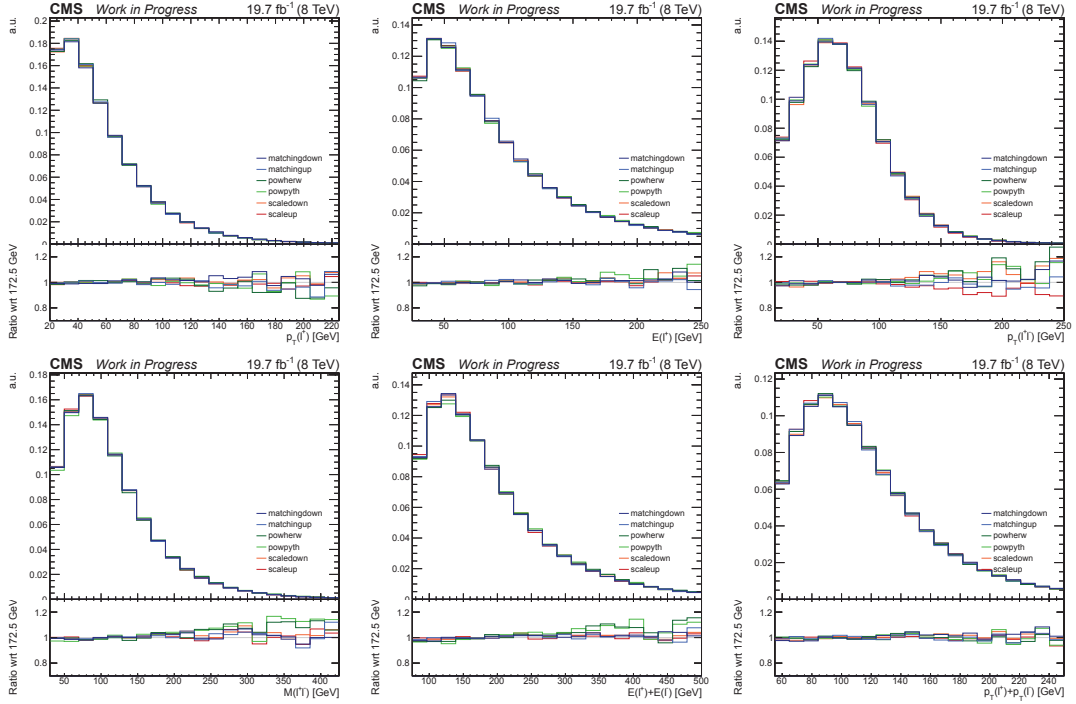 CMS Work in Progress 19.7 fb⁻¹ (8 TeV)
a.u.
0.2
0.18
0.16
0.14
0.12
0.1
0.08
0.06
0.04
0.02
0
matchingdown
matchingup
powherw
powpyth
scaledown
scaleup
Ratio wrt 172.5 GeV
1.2
1
0.8
20 40 60 80 100 120 140 160 180 200 220
p_T(l⁺) [GeV]
CMS Work in Progress 19.7 fb⁻¹ (8 TeV)
a.u.
0.14
0.12
0.1
0.08
0.06
0.04
0.02
0
matchingdown
matchingup
powherw
powpyth
scaledown
scaleup
Ratio wrt 172.5 GeV
1.2
1
0.8
50 100 150 200 250
E(l⁺) [GeV]
CMS Work in Progress 19.7 fb⁻¹ (8 TeV)
a.u.
0.14
0.12
0.1
0.08
0.06
0.04
0.02
0
matchingdown
matchingup
powherw
powpyth
scaledown
scaleup
Ratio wrt 172.5 GeV
1.2
1
0.8
50 100 150 200 250
p_T(l⁺l⁻) [GeV]
CMS Work in Progress 19.7 fb⁻¹ (8 TeV)
a.u.
0.18
0.16
0.14
0.12
0.1
0.08
0.06
0.04
0.02
0
matchingdown
matchingup
powherw
powpyth
scaledown
scaleup
Ratio wrt 172.5 GeV
1.2
1
0.8
50 100 150 200 250 300 350 400
M(l⁺l⁻) [GeV]
CMS Work in Progress 19.7 fb⁻¹ (8 TeV)
a.u.
0.14
0.12
0.1
0.08
0.06
0.04
0.02
0
matchingdown
matchingup
powherw
powpyth
scaledown
scaleup
Ratio wrt 172.5 GeV
1.2
1
0.8
100 150 200 250 300 350 400 450 500
E(l⁺)+E(l⁻) [GeV]
CMS Work in Progress 19.7 fb⁻¹ (8 TeV)
a.u.
0.12
0.1
0.08
0.06
0.04
0.02
0
matchingdown
matchingup
powherw
powpyth
scaledown
scaleup
Ratio wrt 172.5 GeV
1.2
1
0.8
60 80 100 120 140 160 180 200 220 240
p_T(l⁺)+p_T(l⁻) [GeV]